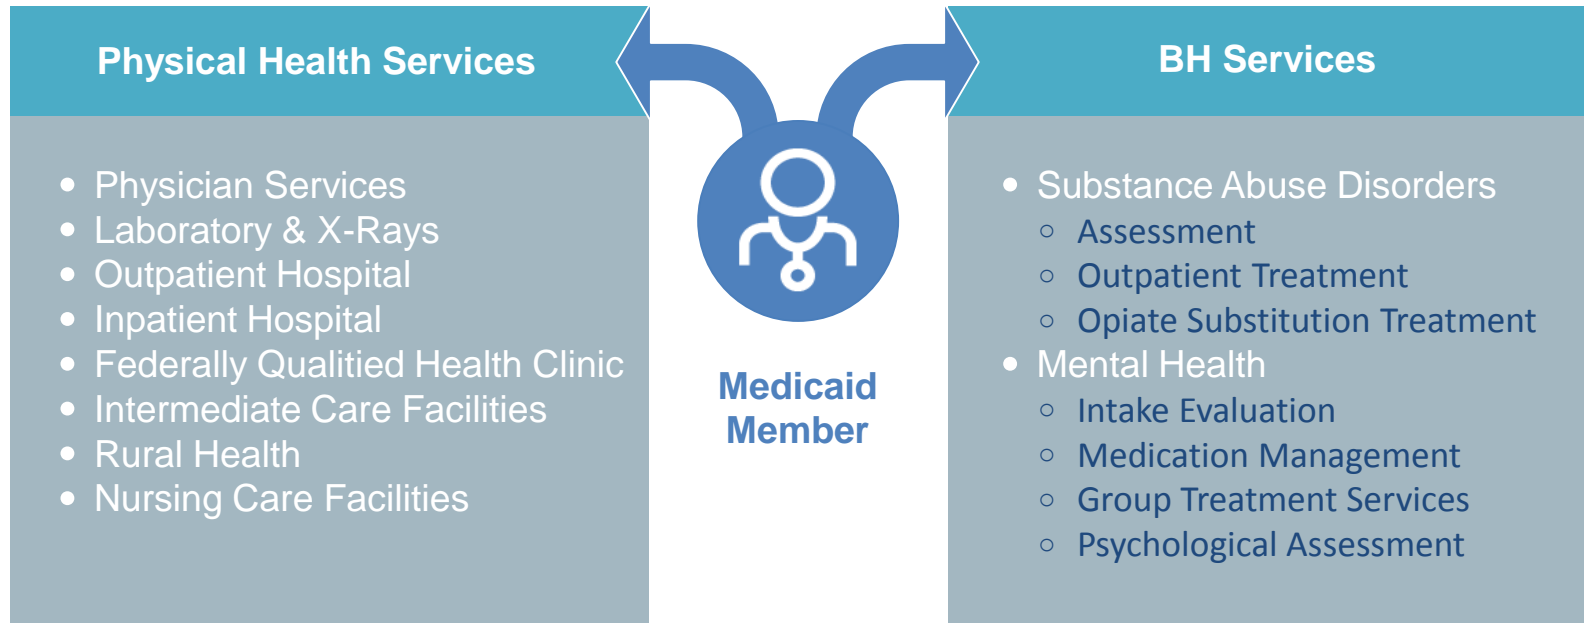 Physical Health Services
• Physician Services
• Laboratory & X-Rays
• Outpatient Hospital
• Inpatient Hospital
• Federally Qualitied Health Clinic
• Intermediate Care Facilities
• Rural Health
• Nursing Care Facilities
Medicaid
Member
BH Services
• Substance Abuse Disorders
○ Assessment
○ Outpatient Treatment
○ Opiate Substitution Treatment
• Mental Health
○ Intake Evaluation
○ Medication Management
○ Group Treatment Services
○ Psychological Assessment